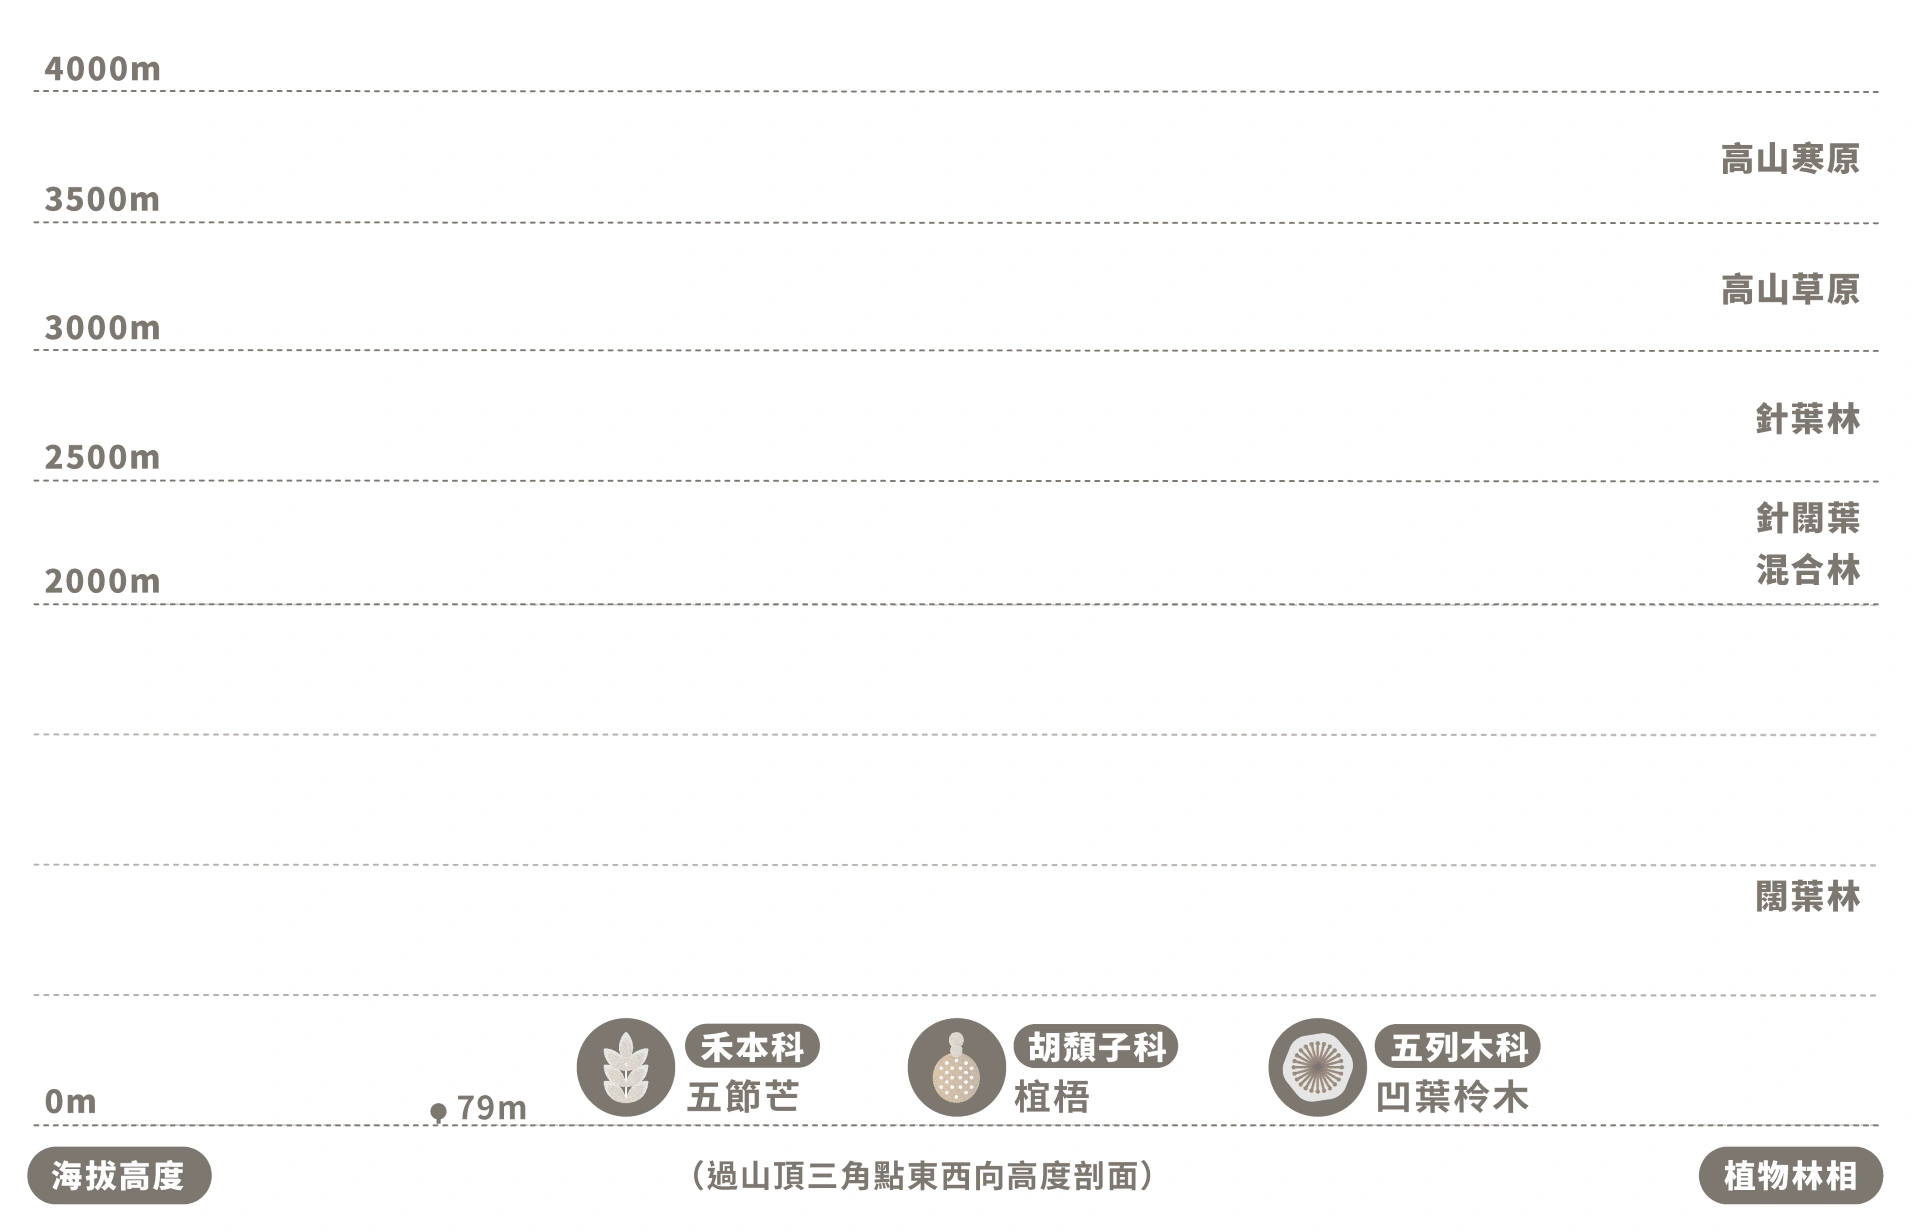 4000m
高山寒原
3500m
高山草原
3000m
針葉林
2500m
針闊葉
混合林
2000m
闊葉林
0m
79m
禾本科
五節芒
胡頹子科
椬梧
五列木科
凹葉柃木
海拔高度
（過山頂三角點東西向高度剖面）
植物林相